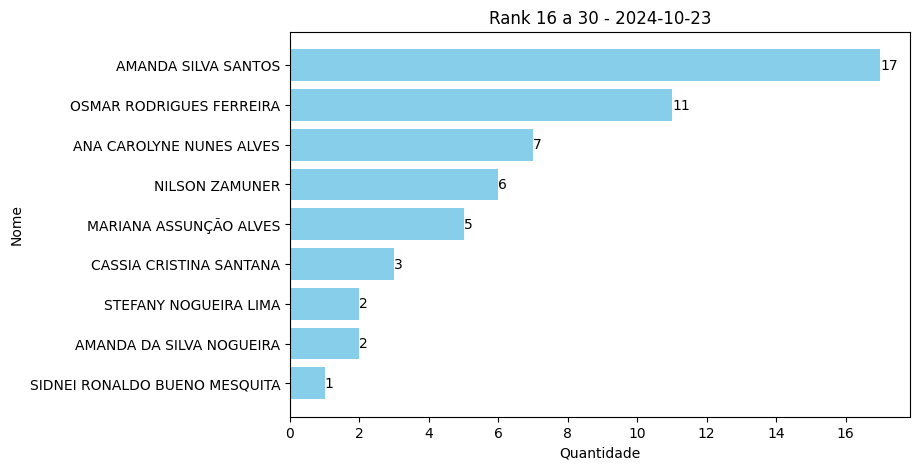 Rank 16 a 30 - 2024-10-23
AMANDA SILVA SANTOS 17
OSMAR RODRIGUES FERREIRA 11
ANA CAROLYNE NUNES ALVES 7
NILSON ZAMUNER 6
MARIANA ASSUNÇÃO ALVES 5
CASSIA CRISTINA SANTANA 3
STEFANY NOGUEIRA LIMA 2
AMANDA DA SILVA NOGUEIRA 2
SIDNEI RONALDO BUENO MESQUITA 1
Nome
0 2 4 6 8 10 12 14 16
Quantidade